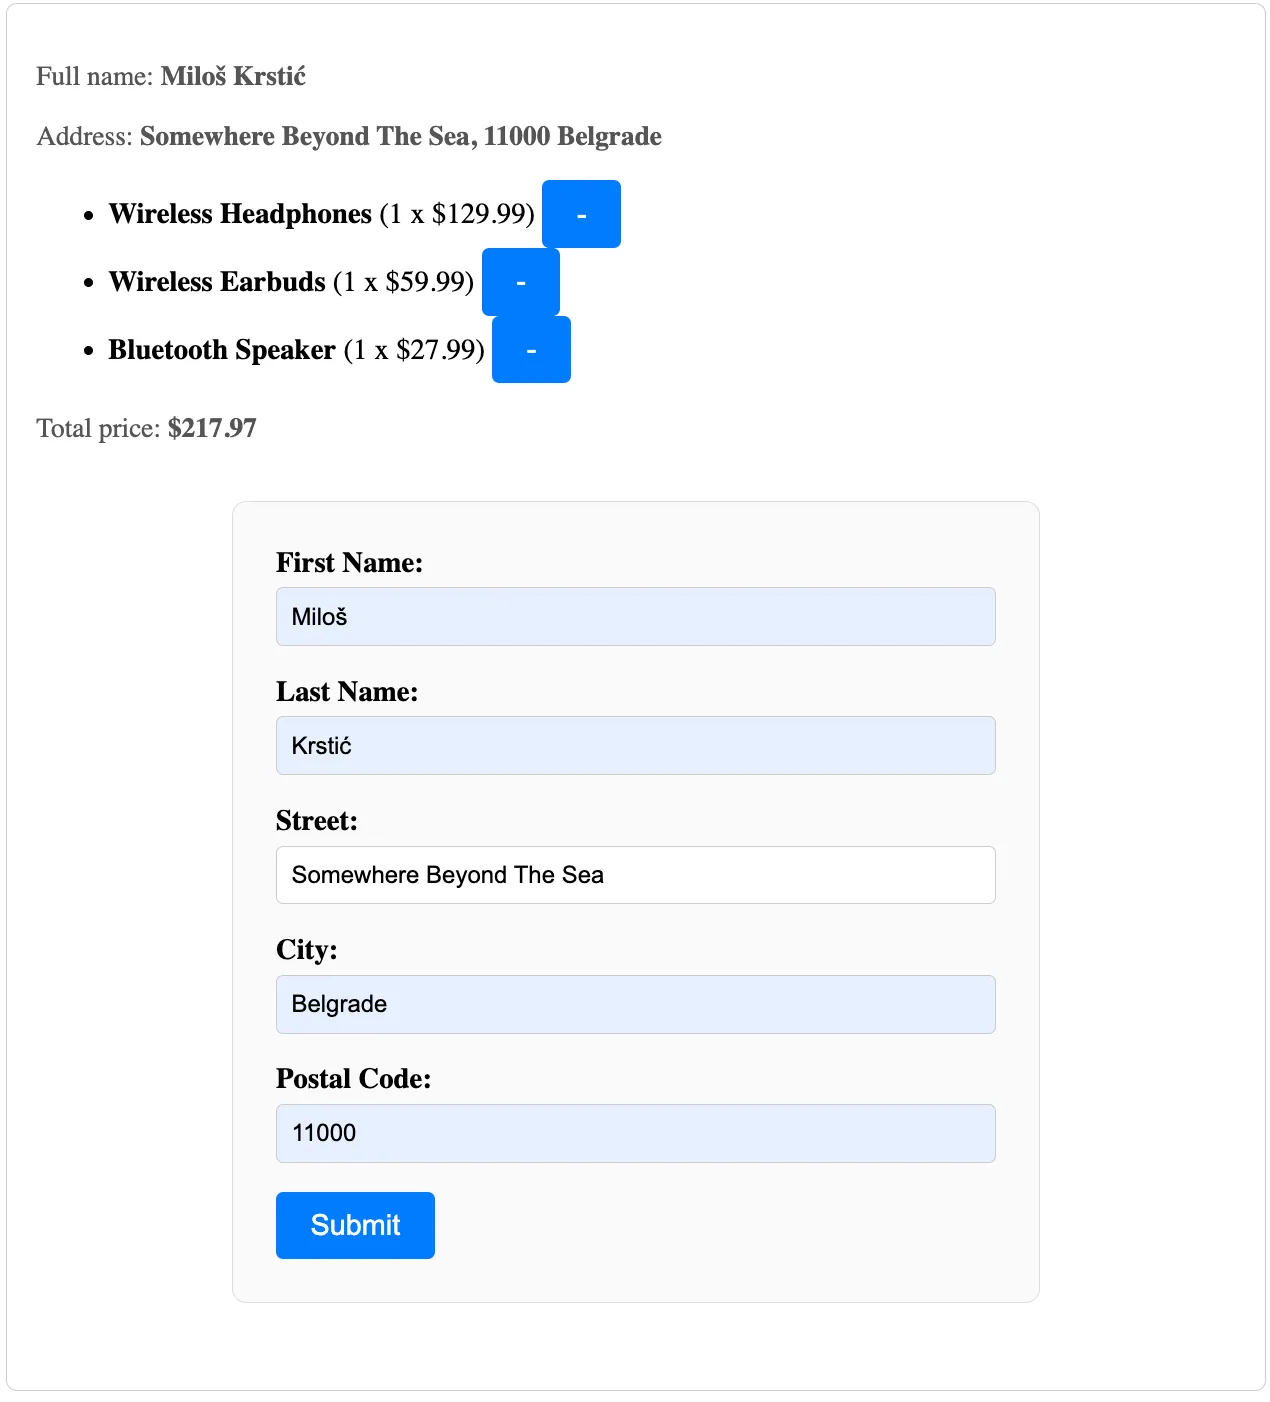 Full name: Miloš Krstić
Address: Somewhere Beyond The Sea, 11000 Belgrade
• Wireless Headphones (1 x $129.99) -
• Wireless Earbuds (1 x $59.99) -
• Bluetooth Speaker (1 x $27.99) -
Total price: $217.97
First Name:
Miloš
Last Name:
Krstić
Street:
Somewhere Beyond The Sea
City:
Belgrade
Postal Code:
11000
Submit